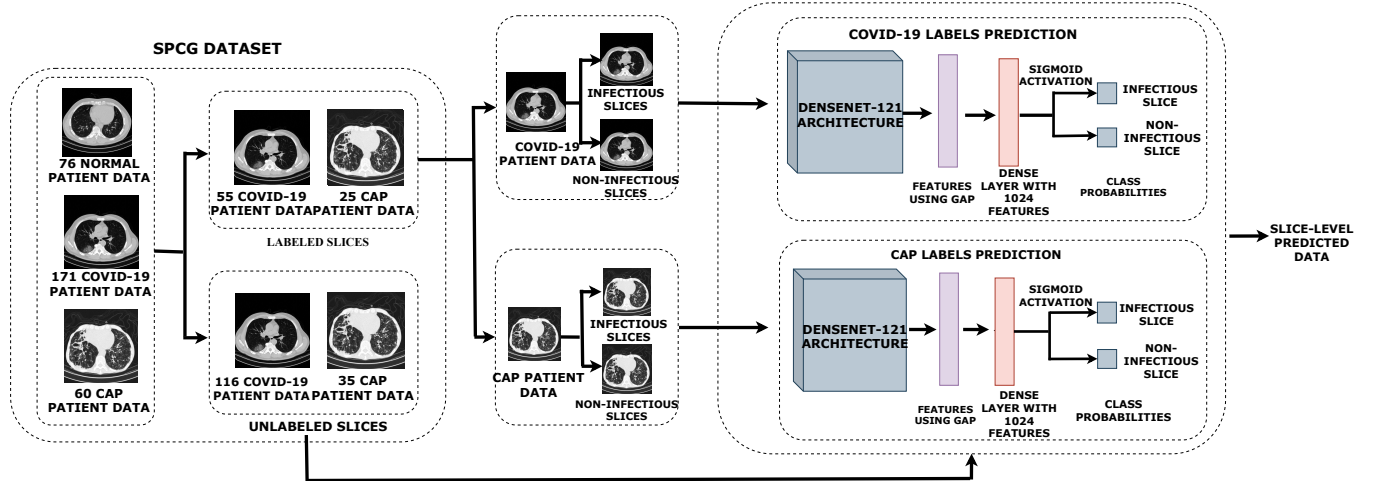 SPCG DATASET
76 NORMAL
PATIENT DATA
171 COVID-19
PATIENT DATA
60 CAP
PATIENT DATA
55 COVID-19
PATIENT DATA
25 CAP
PATIENT DATA
LABELED SLICES
116 COVID-19
PATIENT DATA
35 CAP
PATIENT DATA
UNLABELED SLICES
COVID-19
PATIENT DATA
INFECTIOUS
SLICES
NON-INFECTIOUS
SLICES
CAP PATIENT
DATA
INFECTIOUS
SLICES
NON-INFECTIOUS
SLICES
COVID-19 LABELS PREDICTION
DENSENET-121
ARCHITECTURE
FEATURES
USING GAP
DENSE
LAYER WITH
1024
FEATURES
SIGMOID
ACTIVATION
INFECTIOUS
SLICE
NON-
INFECTIOUS
SLICE
CLASS
PROBABILITIES
CAP LABELS PREDICTION
DENSENET-121
ARCHITECTURE
FEATURES
USING GAP
DENSE
LAYER WITH
1024
FEATURES
SIGMOID
ACTIVATION
INFECTIOUS
SLICE
NON-
INFECTIOUS
SLICE
CLASS
PROBABILITIES
SLICE-LEVEL
PREDICTED
DATA